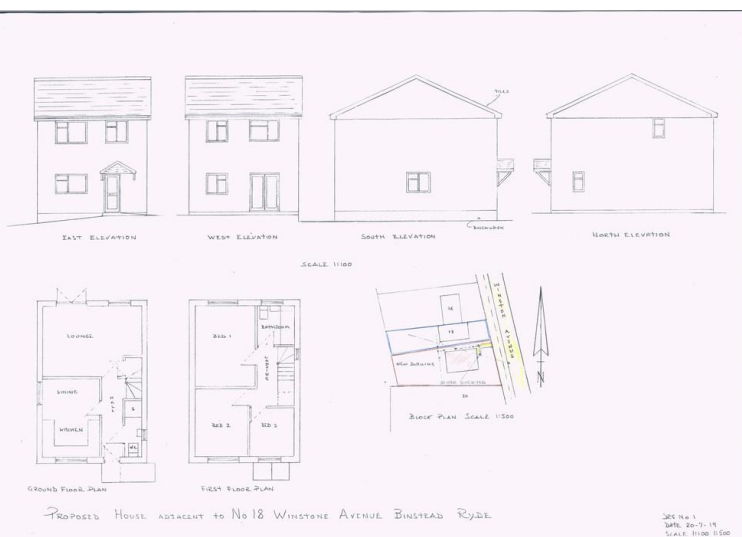 TILES
BRICKWORK
EAST ELEVATION
WEST ELEVATION
SOUTH ELEVATION
NORTH ELEVATION
SCALE 1:100
LOUNGE
DINING
KITCHEN
S
W.C
BED 1
BATHROOM
BED 2
BED 3
NEW DWELLING
18
WINSTON AVENUE
N
BLOCK PLAN SCALE 1:500
GROUND FLOOR PLAN
FIRST FLOOR PLAN
PROPOSED HOUSE ADJACENT TO No 18 WINSTONE AVENUE BINSTEAD RYDE
DRG No 1
DATE 20-7-19
SCALE 1:100 1:500